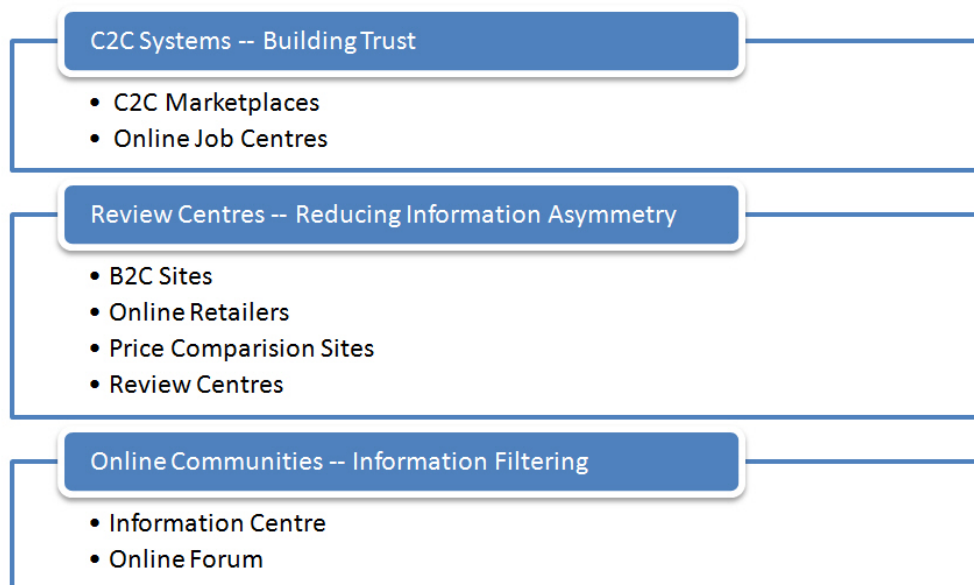 C2C Systems -- Building Trust
• C2C Marketplaces
• Online Job Centres
Review Centres -- Reducing Information Asymmetry
• B2C Sites
• Online Retailers
• Price Comparision Sites
• Review Centres
Online Communities -- Information Filtering
• Information Centre
• Online Forum